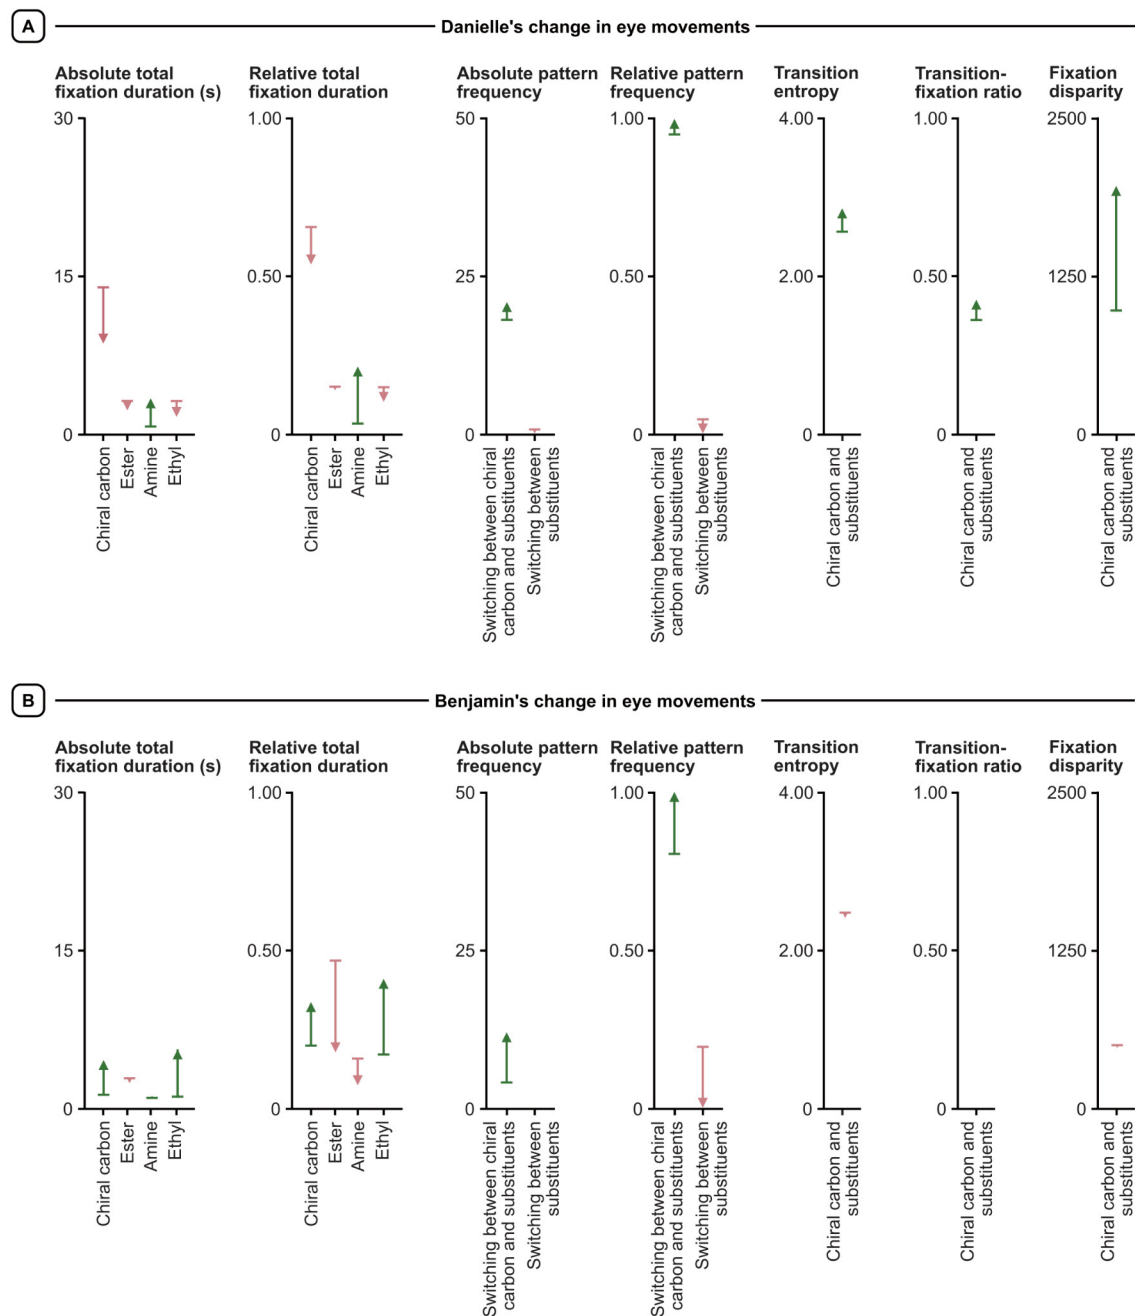 A
Danielle's change in eye movements
Absolute total
fixation duration (s)
30
15
0
Chiral carbon
Ester
Amine
Ethyl
Relative total
fixation duration
1.00
0.50
0
Chiral carbon
Ester
Amine
Ethyl
Absolute pattern
frequency
50
25
0
Switching between chiral
carbon and substituents
Switching between
substituents
Relative pattern
frequency
1.00
0.50
0
Switching between chiral
carbon and substituents
Switching between
substituents
Transition
entropy
4.00
2.00
0
Chiral carbon and
substituents
Transition-
fixation ratio
1.00
0.50
0
Chiral carbon and
substituents
Fixation
disparity
2500
1250
0
Chiral carbon and
substituents
B
Benjamin's change in eye movements
Absolute total
fixation duration (s)
30
15
0
Chiral carbon
Ester
Amine
Ethyl
Relative total
fixation duration
1.00
0.50
0
Chiral carbon
Ester
Amine
Ethyl
Absolute pattern
frequency
50
25
0
Switching between chiral
carbon and substituents
Switching between
substituents
Relative pattern
frequency
1.00
0.50
0
Switching between chiral
carbon and substituents
Switching between
substituents
Transition
entropy
4.00
2.00
0
Chiral carbon and
substituents
Transition-
fixation ratio
1.00
0.50
0
Chiral carbon and
substituents
Fixation
disparity
2500
1250
0
Chiral carbon and
substituents